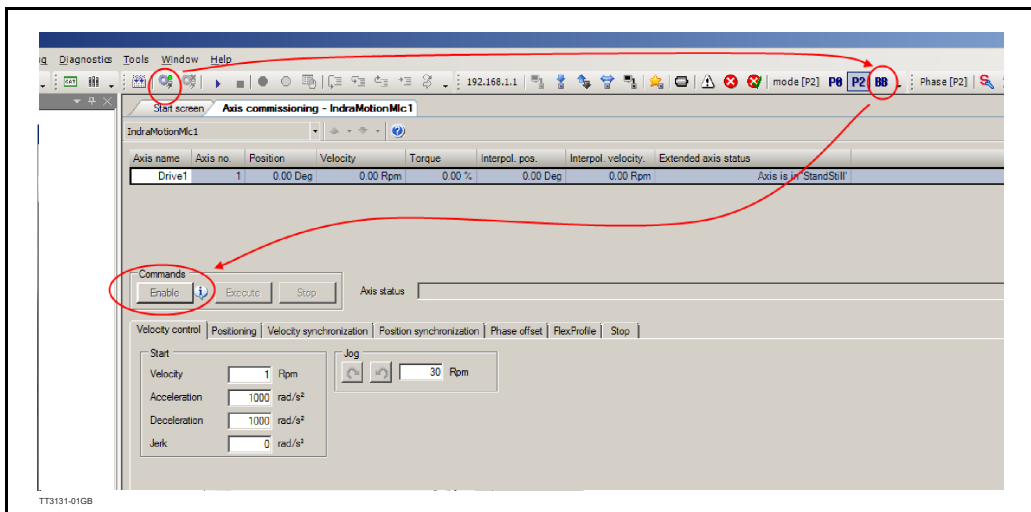 Diagnostics Tools Window Help
192.168.1.1 mode [P2] P0 P2 BB Phase [P2]
Start screen Axis commissioning - IndraMotionMlc1
IndraMotionMlc1
Axis name Axis no. Position Velocity Torque Interpol. pos. Interpol. velocity. Extended axis status
Drive1 1 0.00 Deg 0.00 Rpm 0.00 % 0.00 Deg 0.00 Rpm Axis is in 'StandStill'
Commands
Enable Execute Stop Axis status
Velocity control Positioning Velocity synchronization Position synchronization Phase offset FlexProfile Stop
Start Jog
Velocity 1 Rpm 30 Rpm
Acceleration 1000 rad/s²
Deceleration 1000 rad/s²
Jerk 0 rad/s²
TT3131-01GB